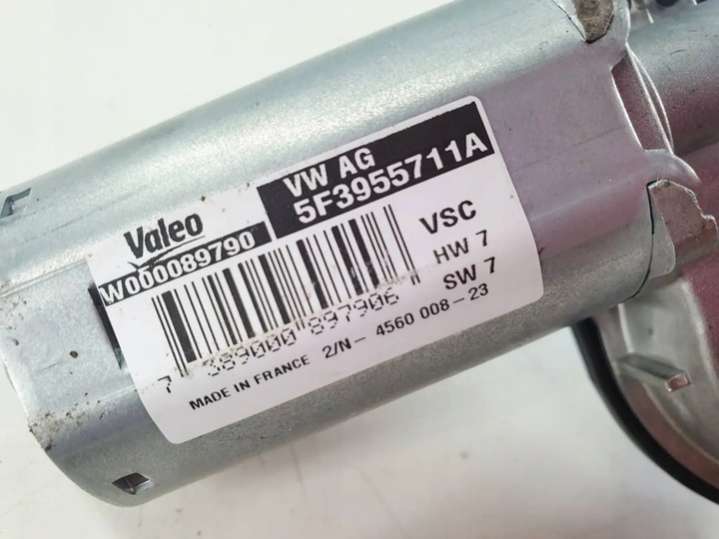 Valeo
VW AG
5F3955711A
W000089790
VSC
HW 7
SW 7
7 389000 897906
MADE IN FRANCE 2/N - 4560 008-23